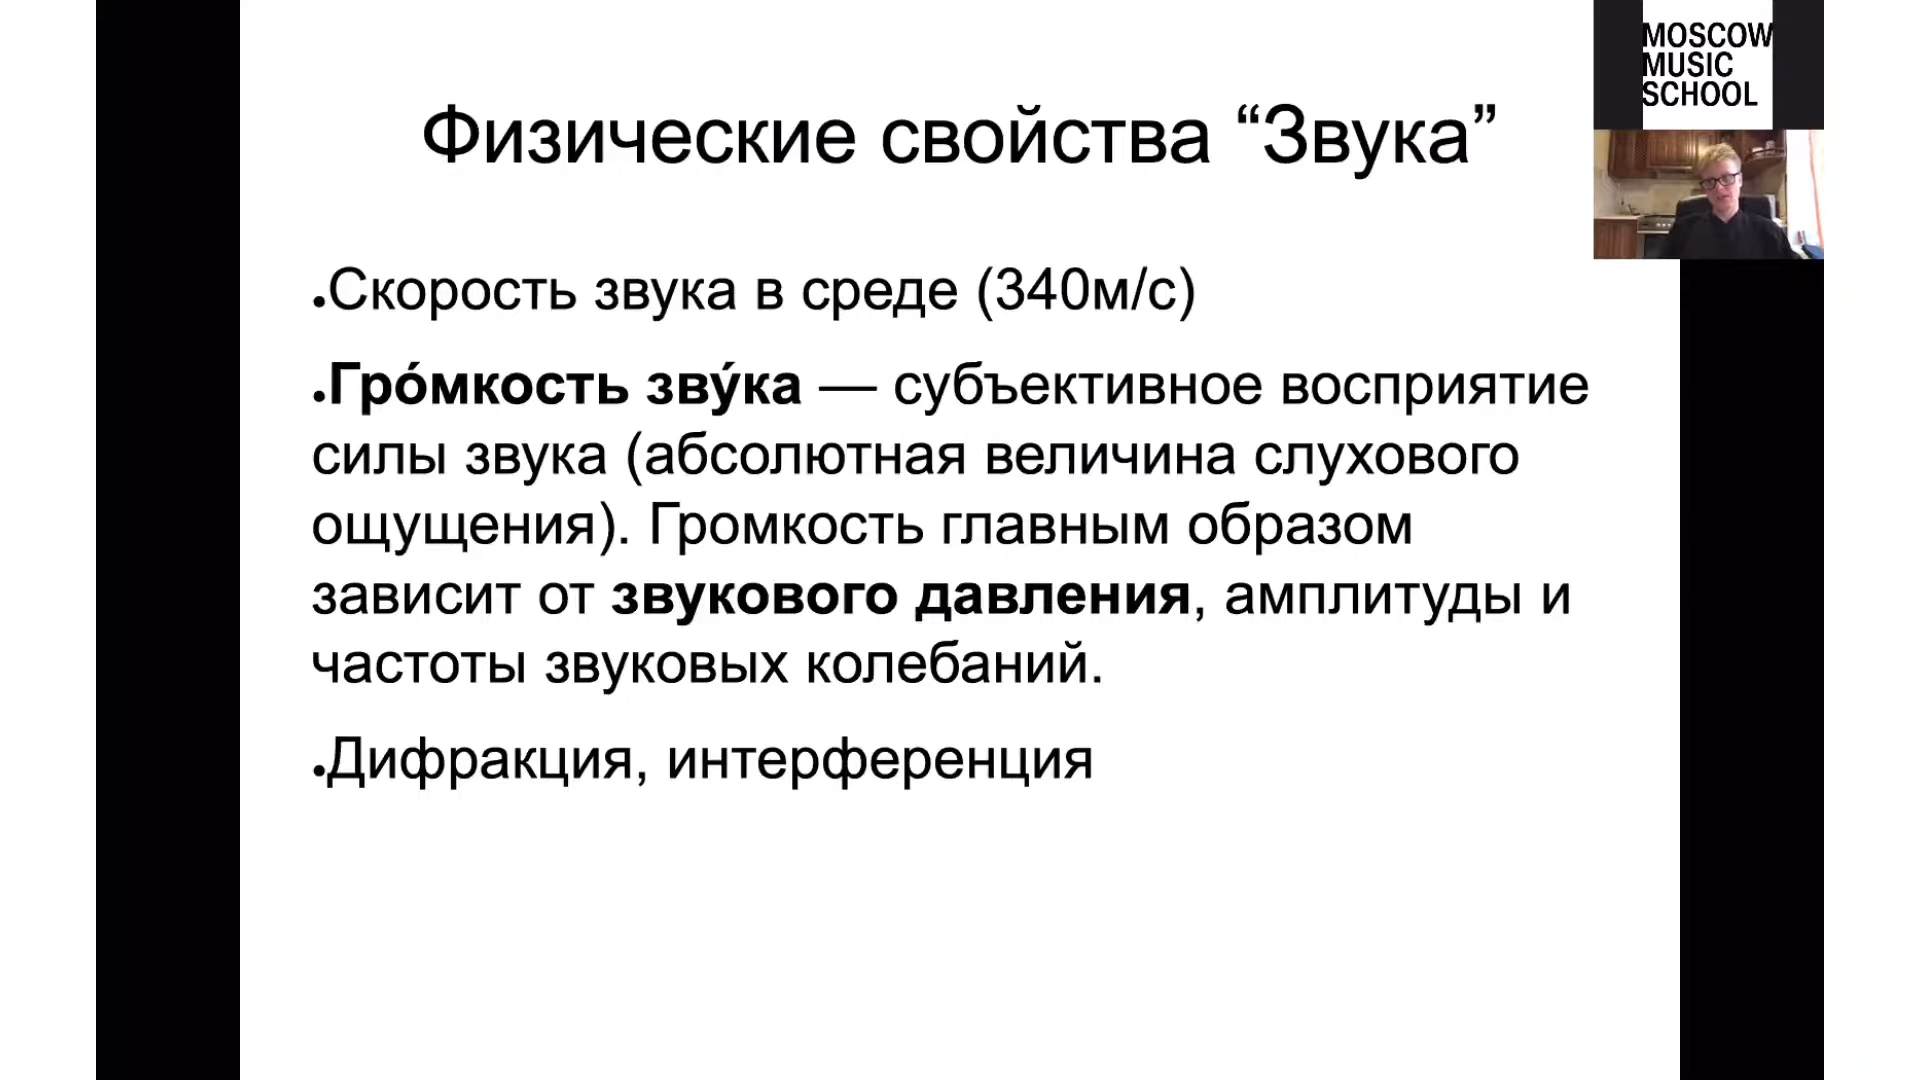 Физические свойства “Звука”
MOSCOW
MUSIC
SCHOOL
●Скорость звука в среде (340м/с)
●Гро́мкость зву́ка — субъективное восприятие
силы звука (абсолютная величина слухового
ощущения). Громкость главным образом
зависит от звукового давления, амплитуды и
частоты звуковых колебаний.
●Дифракция, интерференция